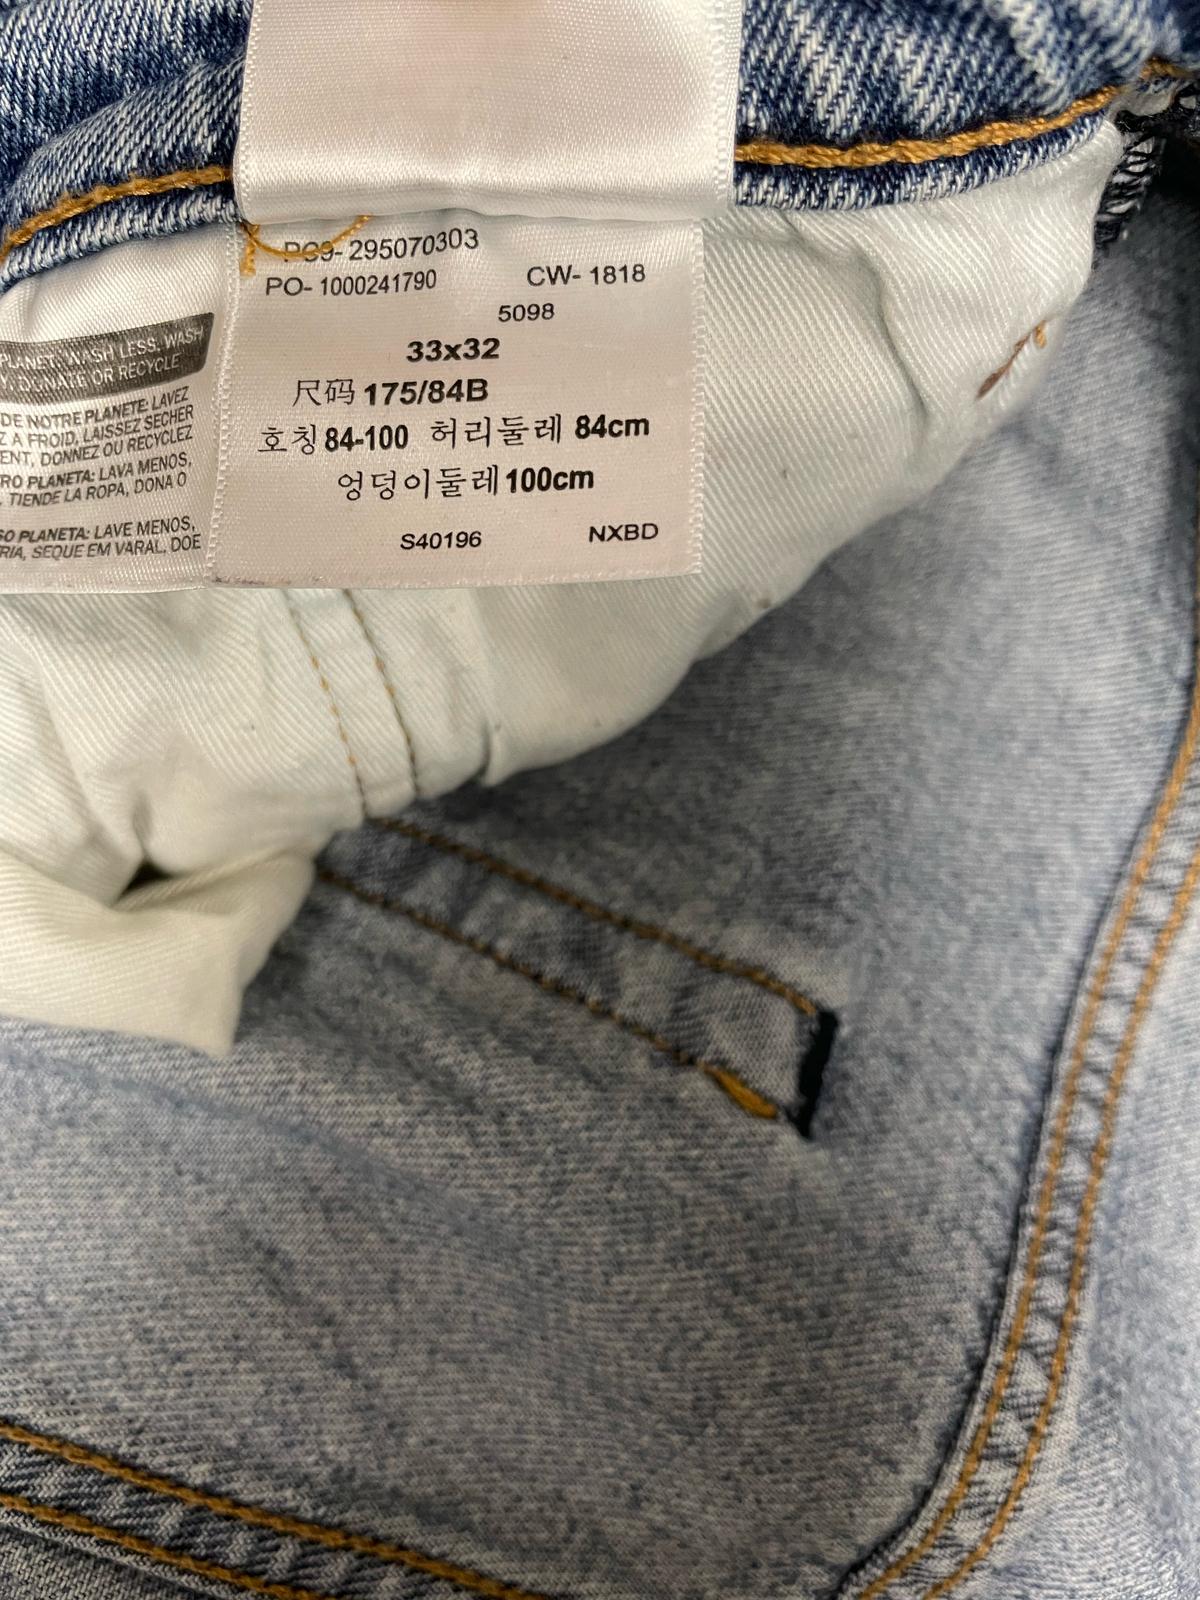 PC9- 295070303
PO- 1000241790 CW- 1818
5098
33x32
尺码 175/84B
호칭 84-100 허리둘레 84cm
엉덩이둘레 100cm
S40196 NXBD
PLANET: WASH LESS, WASH
DONATE OR RECYCLE
DE NOTRE PLANÈTE: LAVEZ
Z A FROID, LAISSEZ SECHER
ENT, DONNEZ OU RECYCLEZ
RO PLANETA: LAVA MENOS,
, TIENDE LA ROPA, DONA O
SO PLANETA: LAVE MENOS,
RIA, SEQUE EM VARAL, DOE